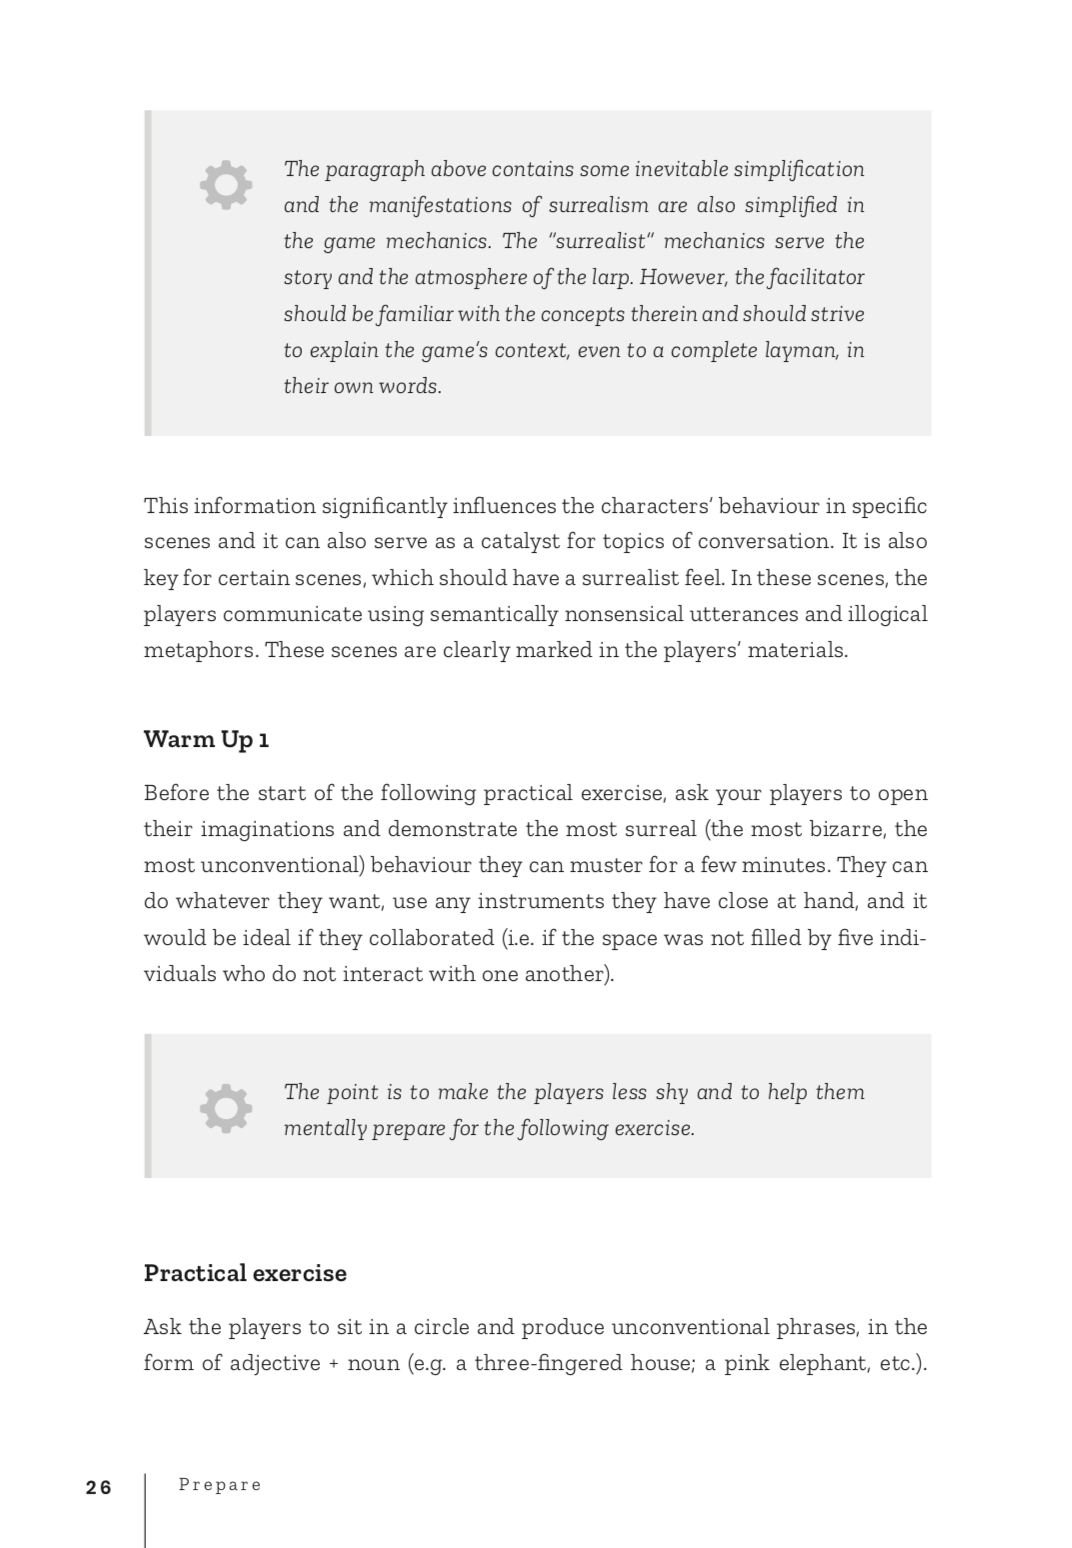 The paragraph above contains some inevitable simplification
and the manifestations of surrealism are also simplified in
the game mechanics. The “surrealist” mechanics serve the
story and the atmosphere of the larp. However, the facilitator
should be familiar with the concepts therein and should strive
to explain the game’s context, even to a complete layman, in
their own words.
This information significantly influences the characters’ behaviour in specific
scenes and it can also serve as a catalyst for topics of conversation. It is also
key for certain scenes, which should have a surrealist feel. In these scenes, the
players communicate using semantically nonsensical utterances and illogical
metaphors. These scenes are clearly marked in the players’ materials.
Warm Up 1
Before the start of the following practical exercise, ask your players to open
their imaginations and demonstrate the most surreal (the most bizarre, the
most unconventional) behaviour they can muster for a few minutes. They can
do whatever they want, use any instruments they have close at hand, and it
would be ideal if they collaborated (i.e. if the space was not filled by five indi-
viduals who do not interact with one another).
The point is to make the players less shy and to help them
mentally prepare for the following exercise.
Practical exercise
Ask the players to sit in a circle and produce unconventional phrases, in the
form of adjective + noun (e.g. a three-fingered house; a pink elephant, etc.).
26 Prepare